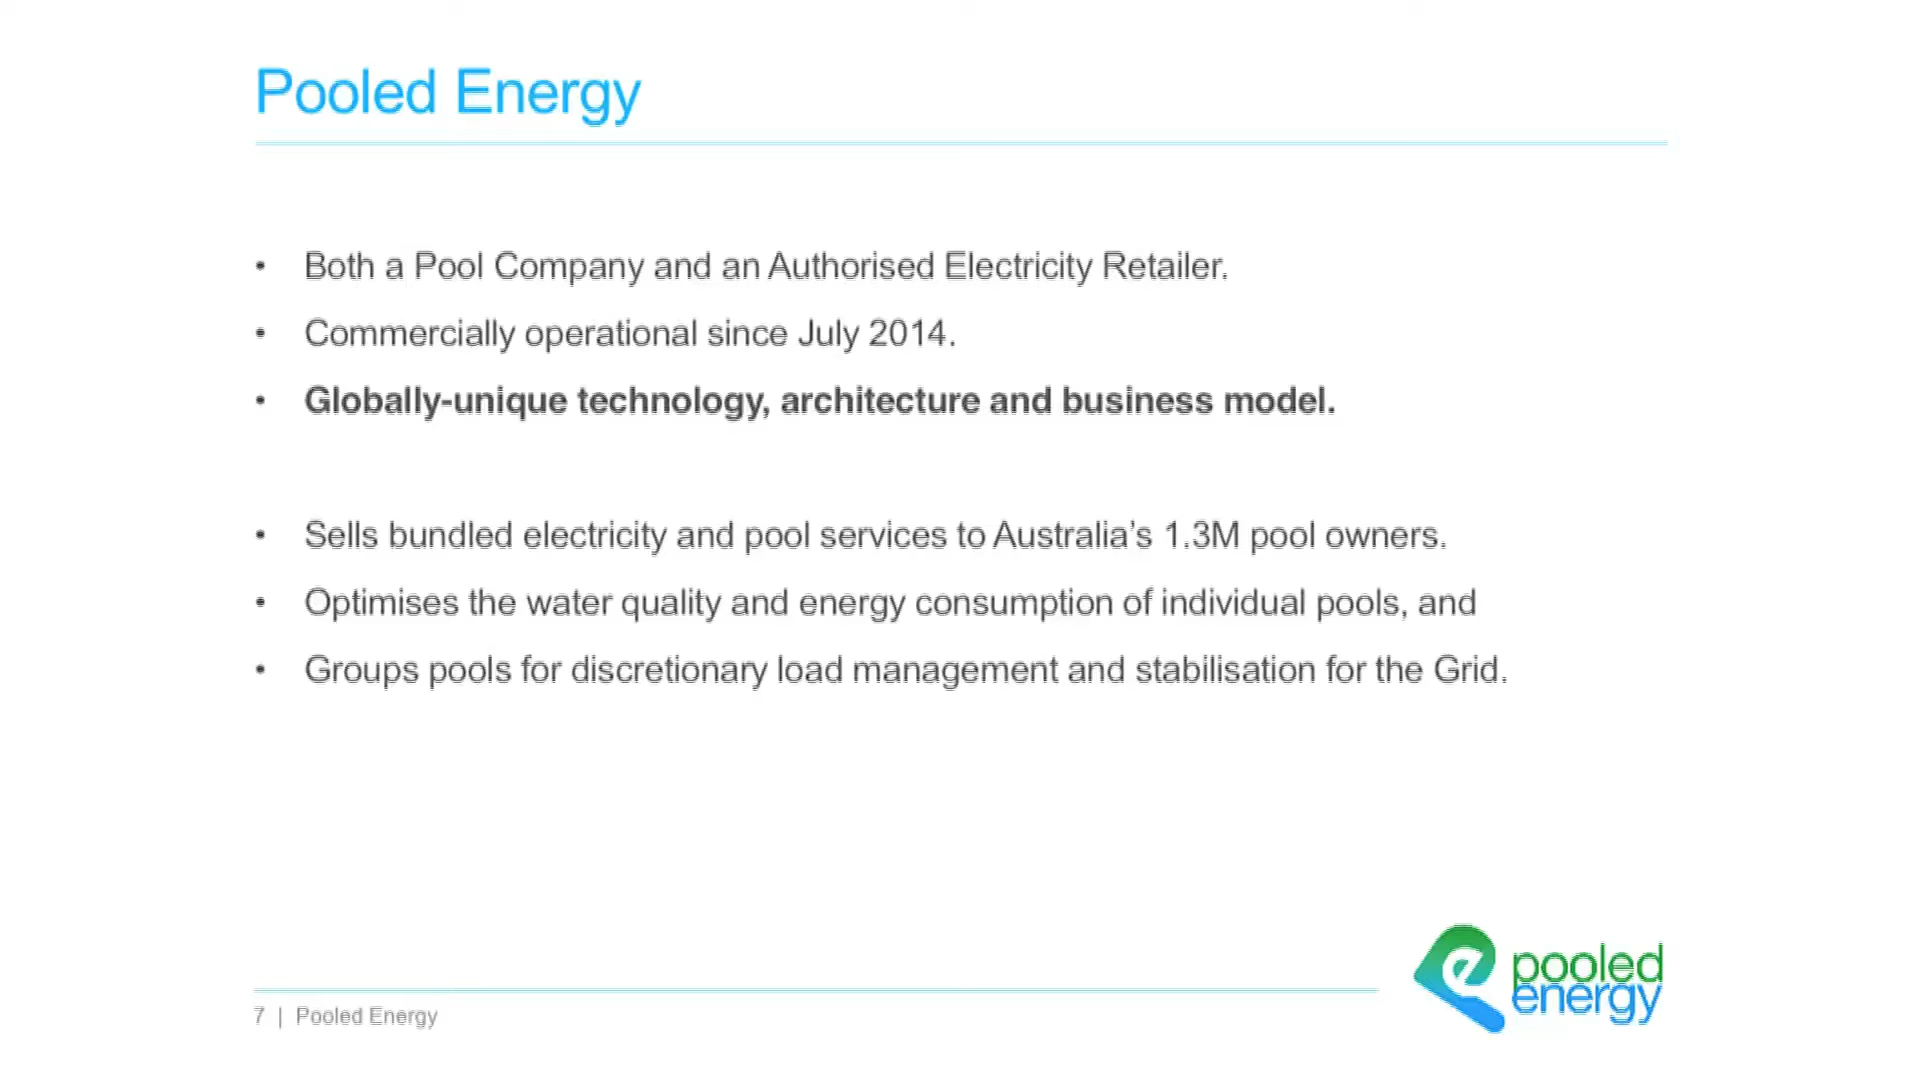 Pooled Energy
• Both a Pool Company and an Authorised Electricity Retailer.
• Commercially operational since July 2014.
• Globally-unique technology, architecture and business model.
• Sells bundled electricity and pool services to Australia’s 1.3M pool owners.
• Optimises the water quality and energy consumption of individual pools, and
• Groups pools for discretionary load management and stabilisation for the Grid.
7 | Pooled Energy
e
pooled
energy